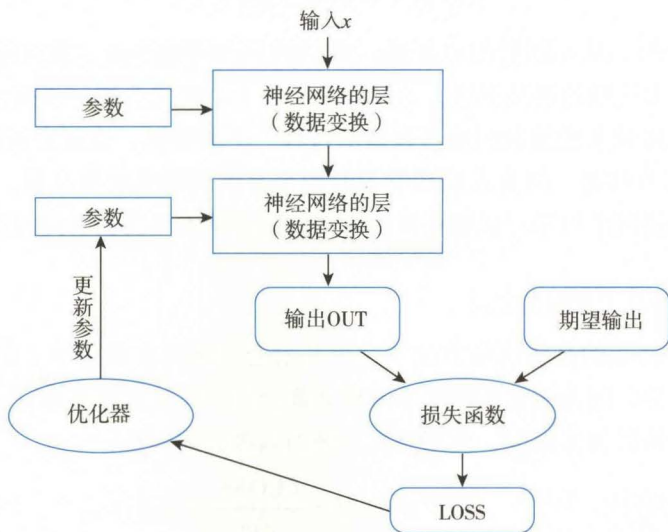 输入x
参数
神经网络的层
（数据变换）
参数
神经网络的层
（数据变换）
更新参数
输出OUT
期望输出
优化器
损失函数
LOSS